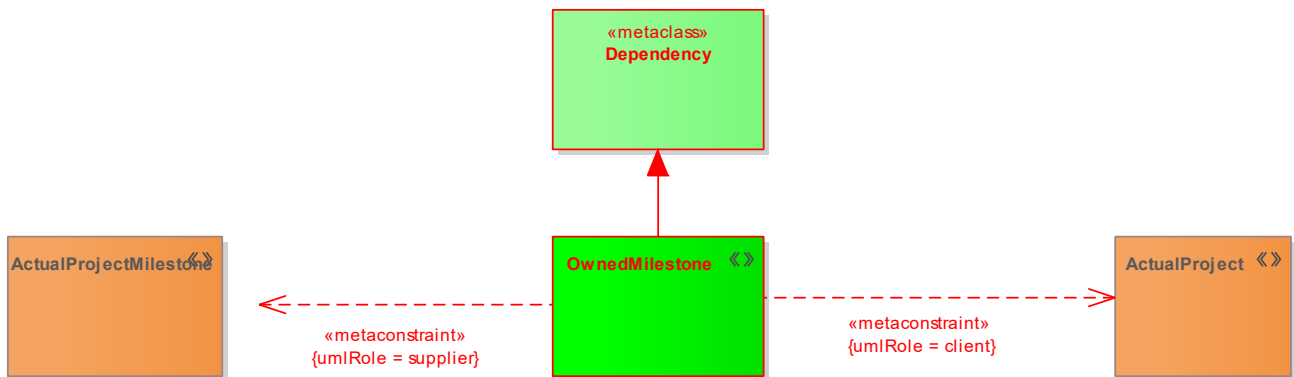 «metaclass»
Dependency
ActualProjectMilestone «»
OwnedMilestone «»
ActualProject «»
«metaconstraint»
{umlRole = supplier}
«metaconstraint»
{umlRole = client}